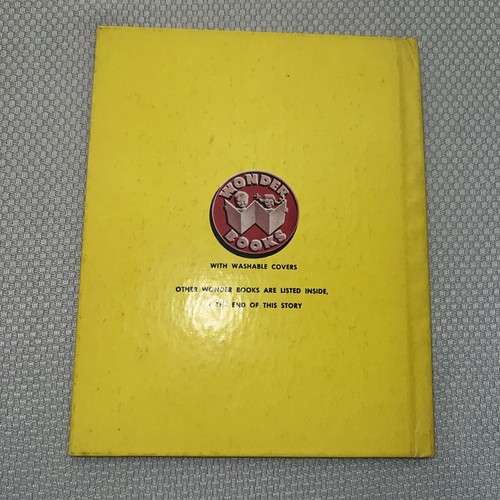 WONDER
BOOKS
WITH WASHABLE COVERS
OTHER WONDER BOOKS ARE LISTED INSIDE,
THE END OF THIS STORY